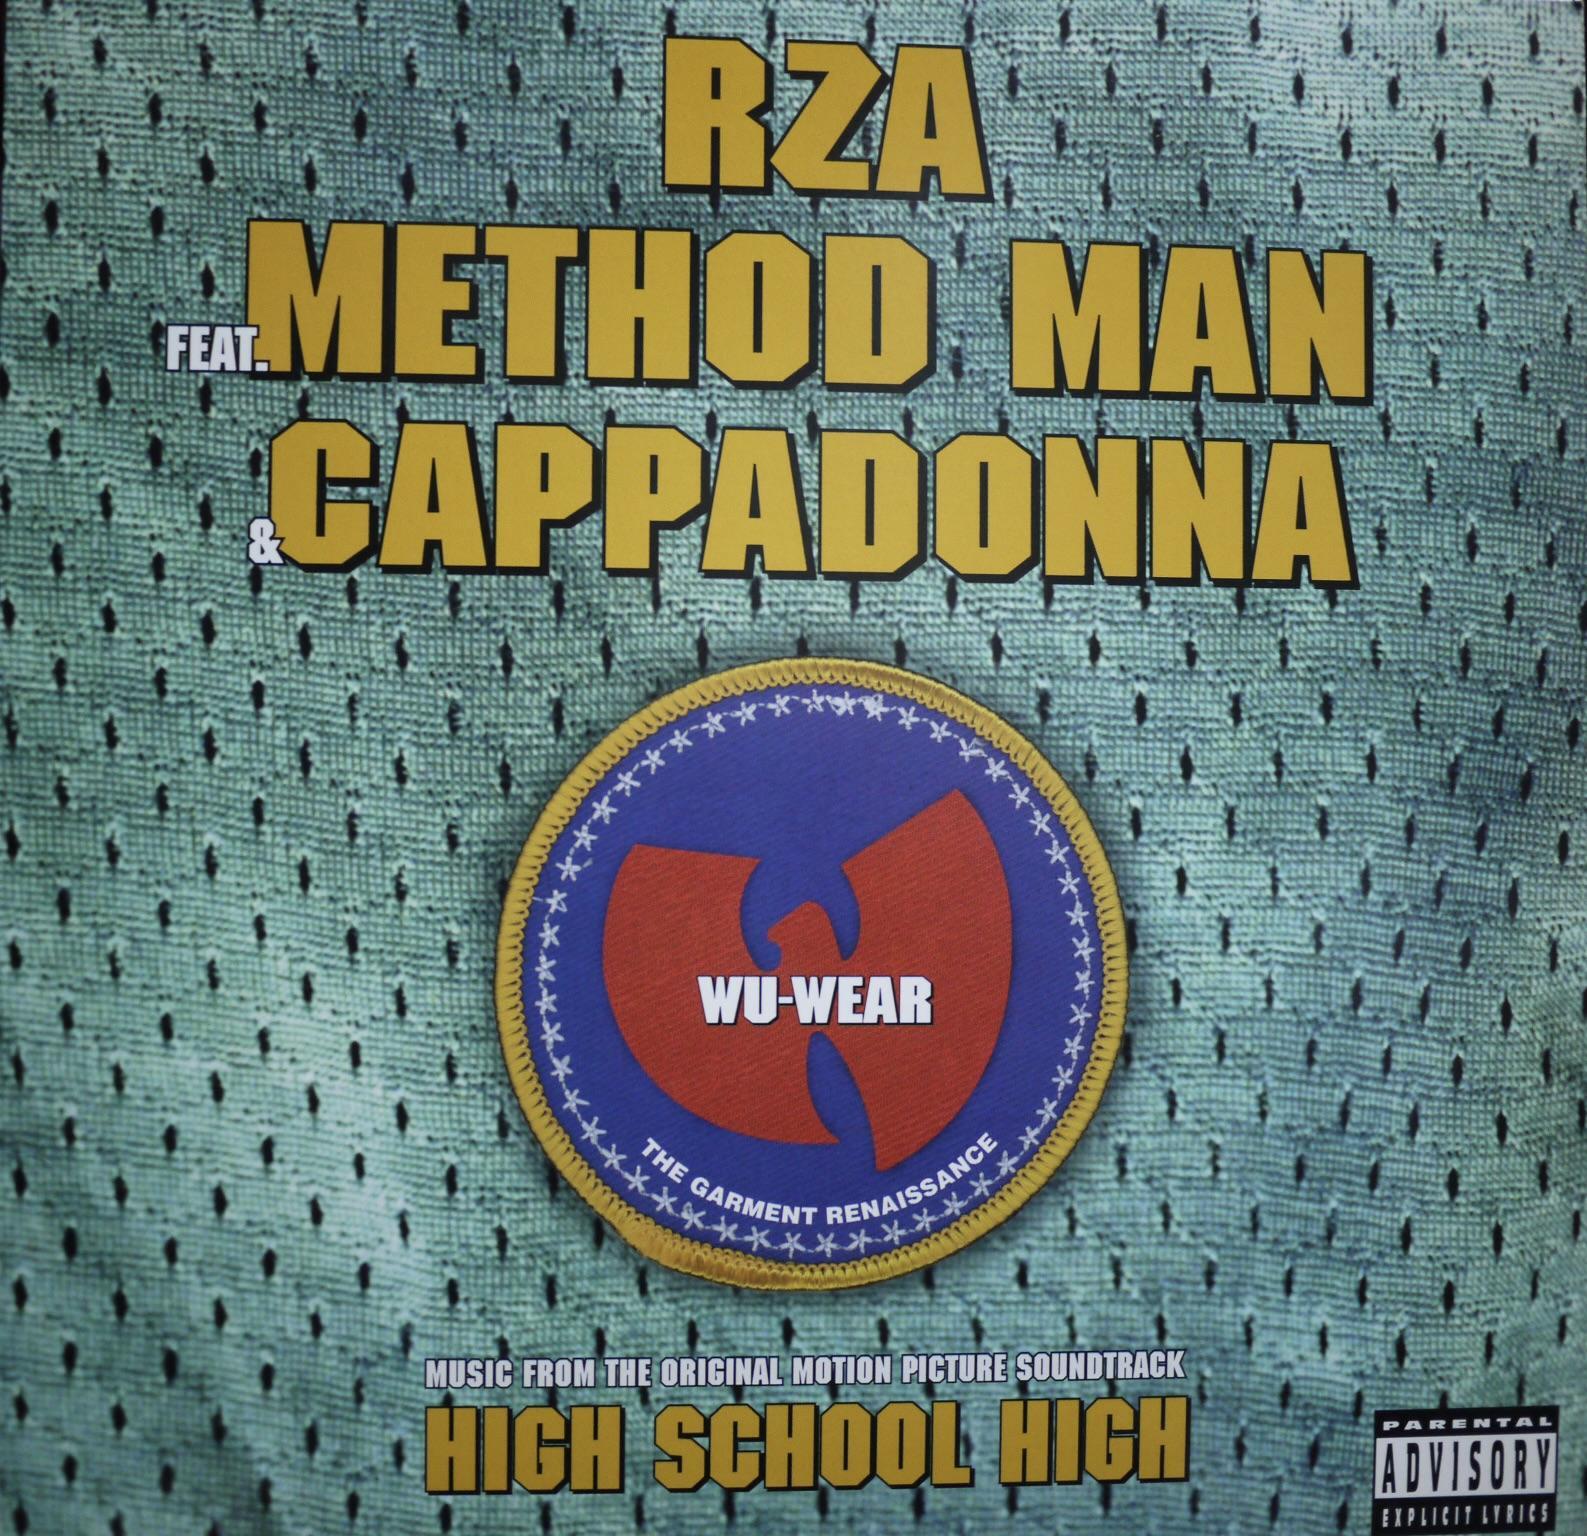 RZA
FEAT. METHOD MAN
& CAPPADONNA
WU-WEAR
THE GARMENT RENAISSANCE
MUSIC FROM THE ORIGINAL MOTION PICTURE SOUNDTRACK
HIGH SCHOOL HIGH
PARENTAL
ADVISORY
EXPLICIT LYRICS